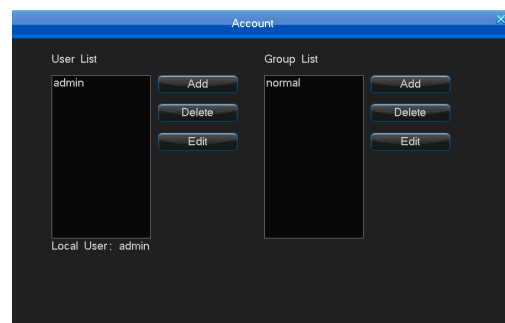 Account
User List
Group List
admin
Add
normal
Add
Delete
Delete
Edit
Edit
Local User: admin